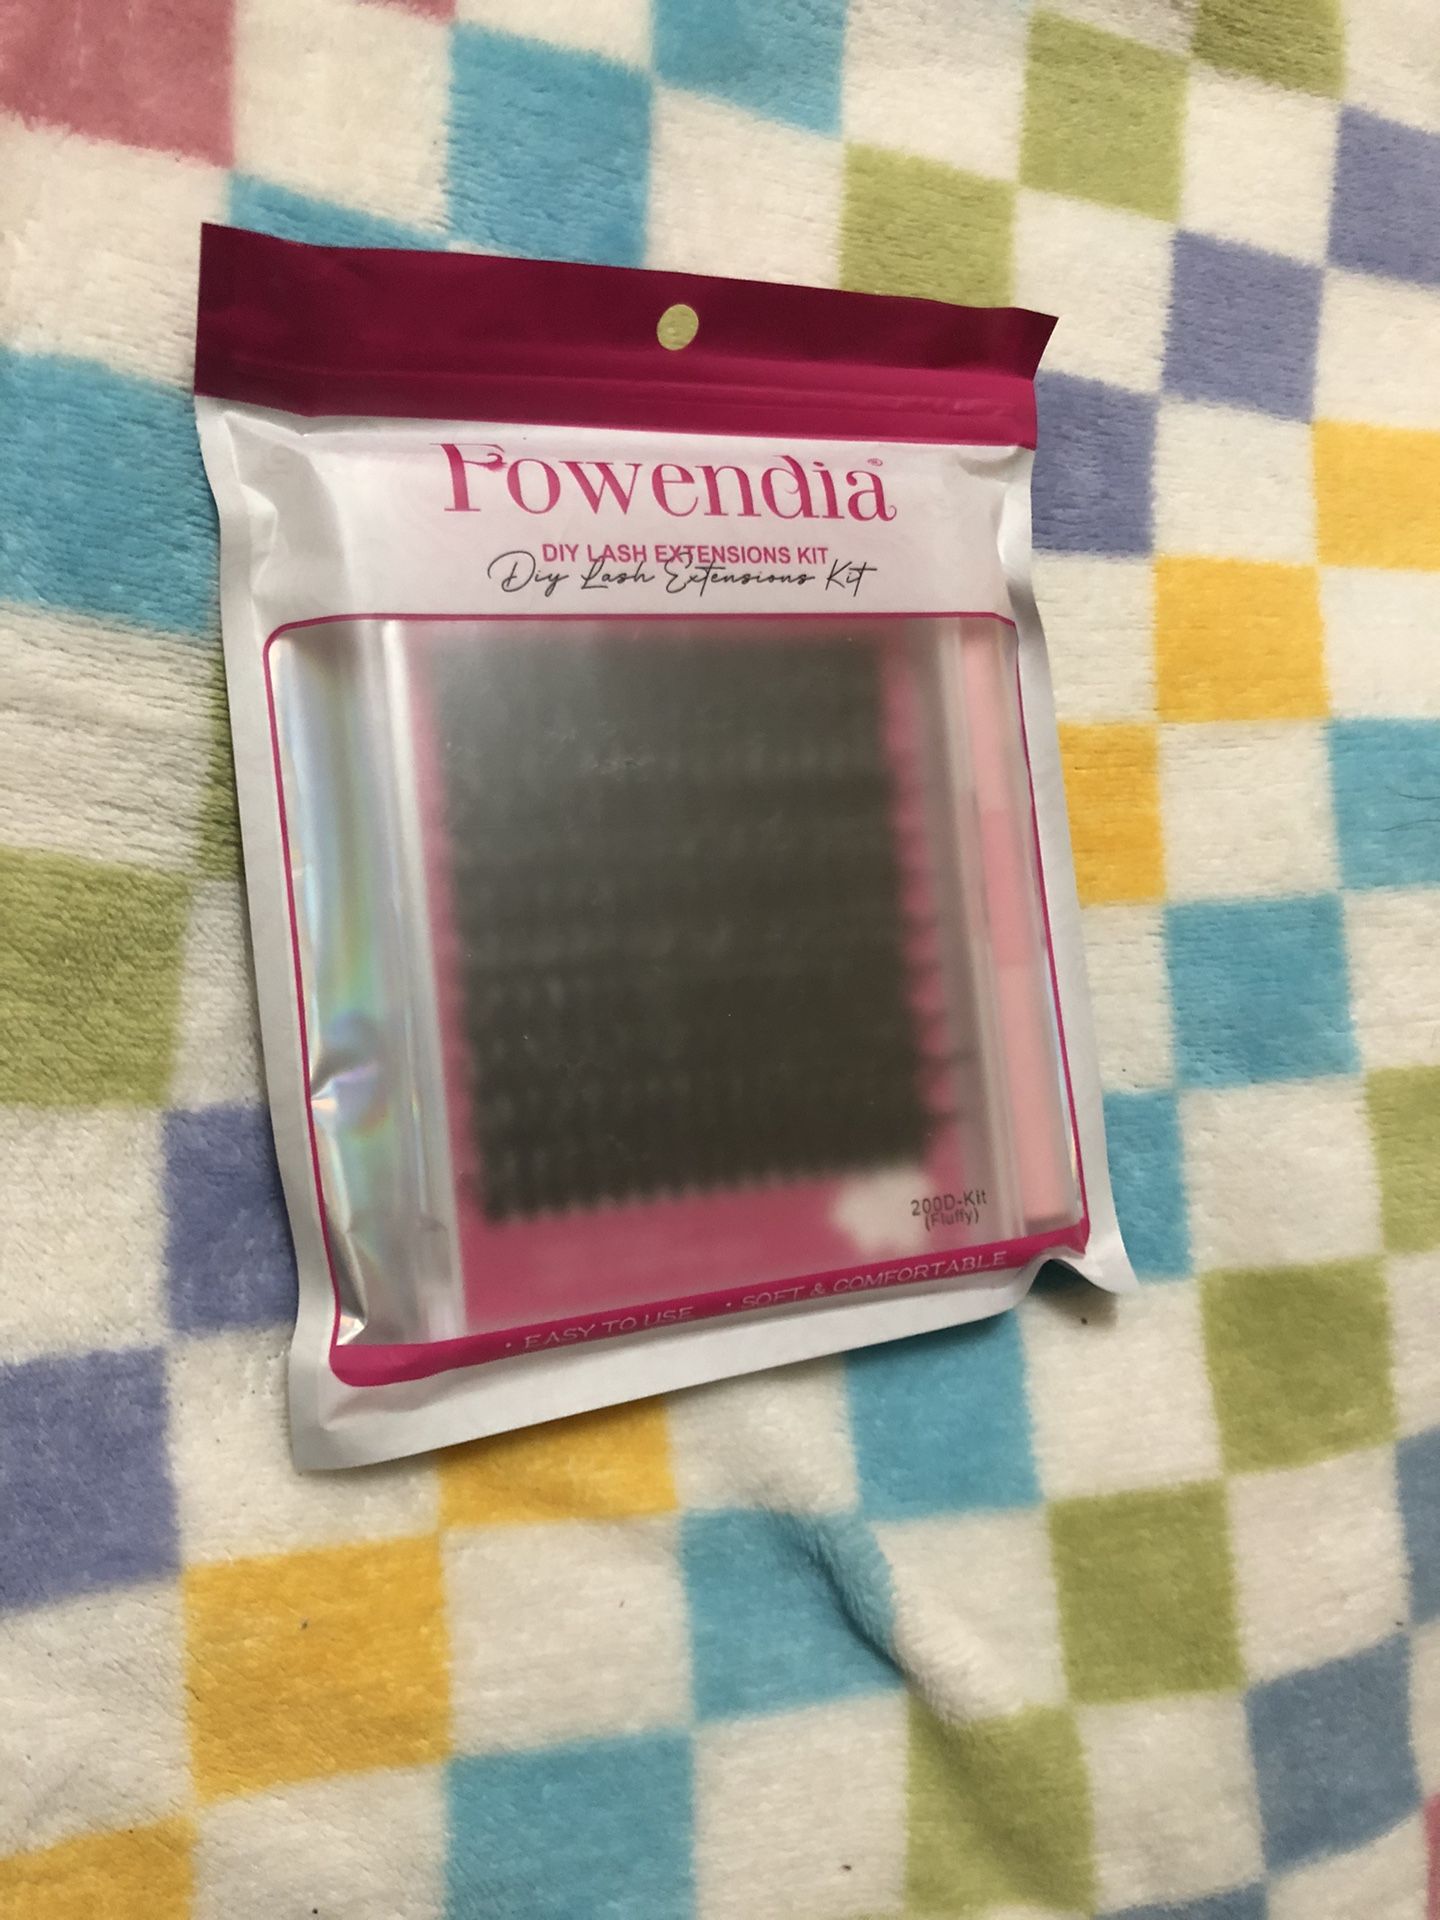 Fowendia®
DIY LASH EXTENSIONS KIT
Diy Lash Extensions Kit
200D-Kit
(Fluffy)
• EASY TO USE • SOFT & COMFORTABLE